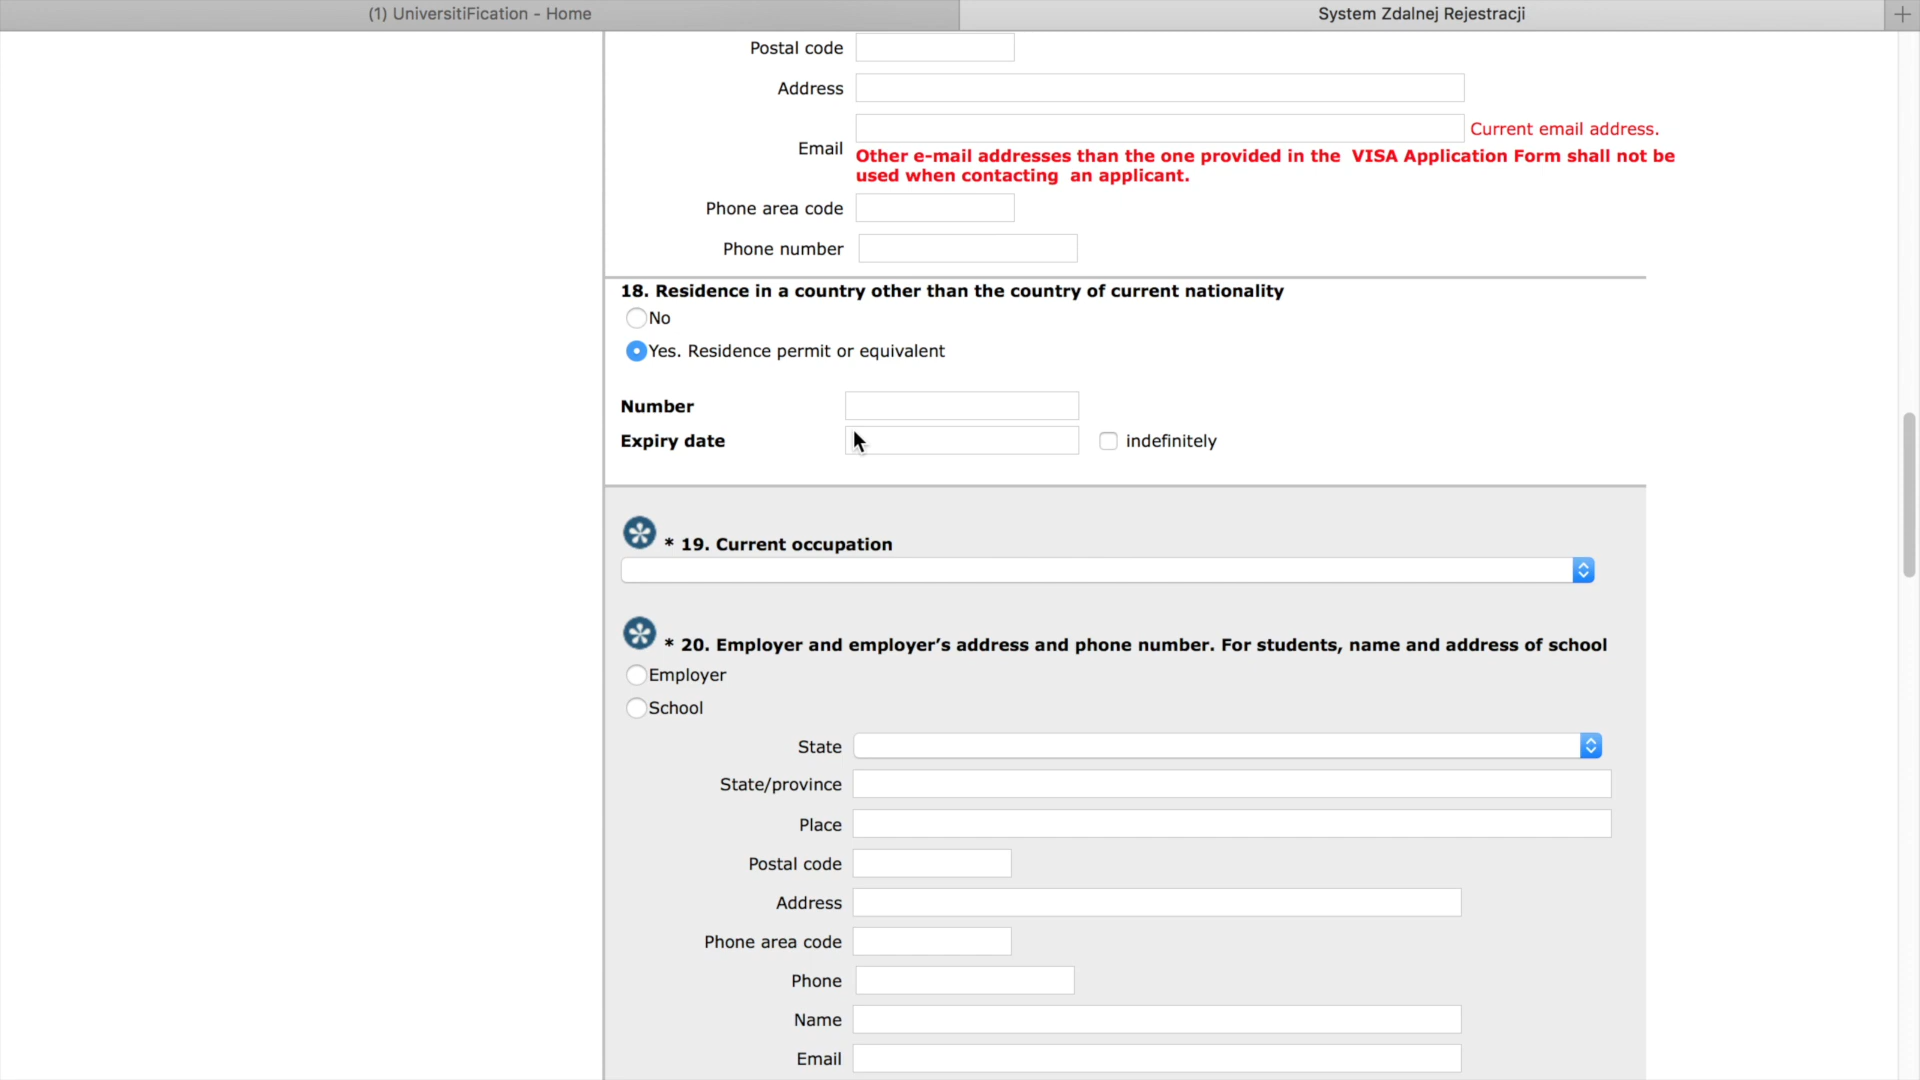 (1) UniversitiFication - Home
System Zdalnej Rejestracji
Postal code
Address
Current email address.
Email
Other e-mail addresses than the one provided in the VISA Application Form shall not be
used when contacting an applicant.
Phone area code
Phone number
18. Residence in a country other than the country of current nationality
No
Yes. Residence permit or equivalent
Number
Expiry date
indefinitely
* 19. Current occupation
* 20. Employer and employer’s address and phone number. For students, name and address of school
Employer
School
State
State/province
Place
Postal code
Address
Phone area code
Phone
Name
Email